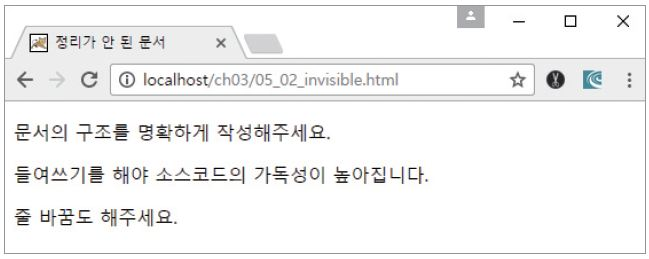 정리가 안 된 문서
localhost/ch03/05_02_invisible.html
문서의 구조를 명확하게 작성해주세요.
들여쓰기를 해야 소스코드의 가독성이 높아집니다.
줄 바꿈도 해주세요.